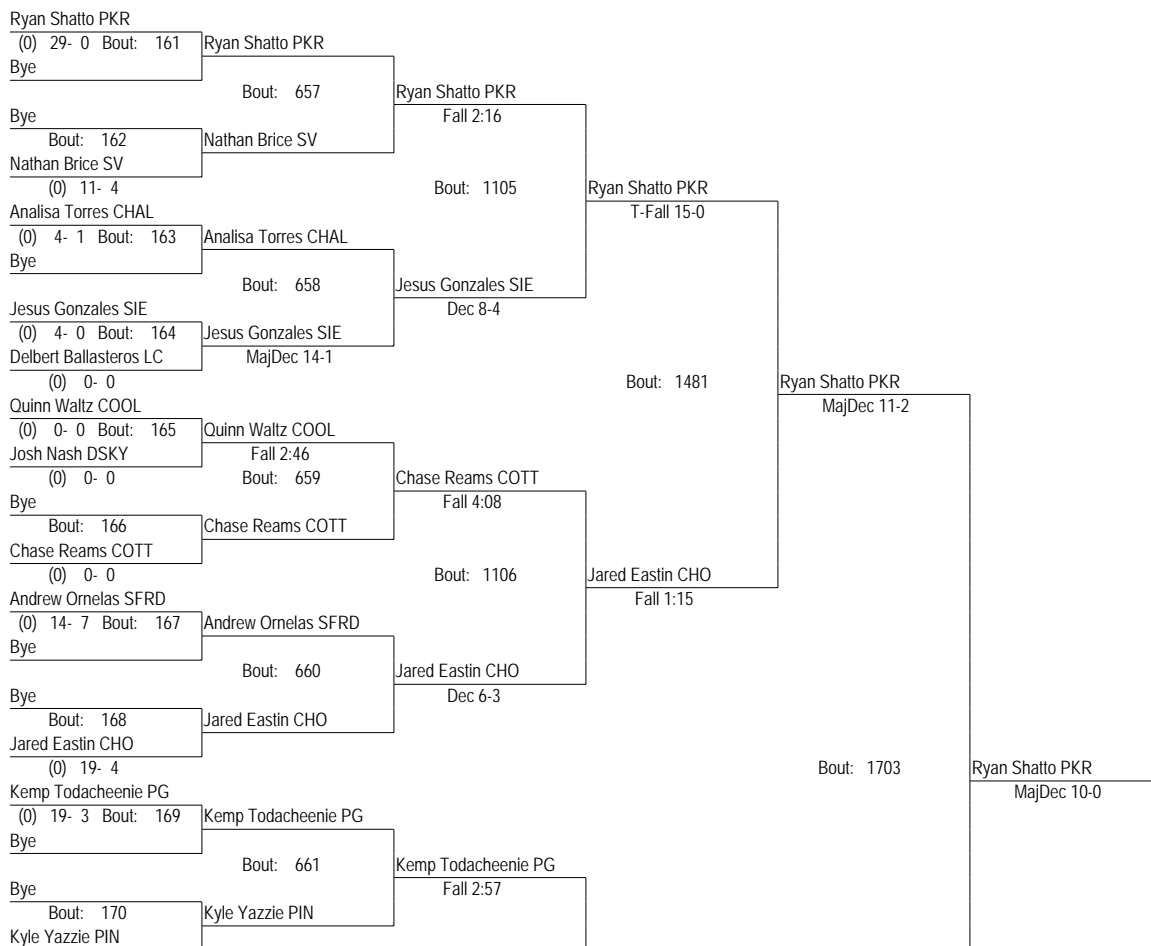 Ryan Shatto PKR
(0) 29- 0 Bout: 161 Ryan Shatto PKR
Bye
Bout: 657 Ryan Shatto PKR
Bye Fall 2:16
Bout: 162 Nathan Brice SV
Nathan Brice SV
(0) 11- 4 Bout: 1105 Ryan Shatto PKR
Analisa Torres CHAL T-Fall 15-0
(0) 4- 1 Bout: 163 Analisa Torres CHAL
Bye
Bout: 658 Jesus Gonzales SIE
Jesus Gonzales SIE Dec 8-4
(0) 4- 0 Bout: 164 Jesus Gonzales SIE
Delbert Ballasteros LC MajDec 14-1
(0) 0- 0 Bout: 1481 Ryan Shatto PKR
Quinn Waltz COOL MajDec 11-2
(0) 0- 0 Bout: 165 Quinn Waltz COOL
Josh Nash DSKY Fall 2:46
(0) 0- 0 Bout: 659 Chase Reams COTT
Bye Fall 4:08
Bout: 166 Chase Reams COTT
Chase Reams COTT
(0) 0- 0 Bout: 1106 Jared Eastin CHO
Andrew Ornelas SFRD Fall 1:15
(0) 14- 7 Bout: 167 Andrew Ornelas SFRD
Bye
Bout: 660 Jared Eastin CHO
Bye Dec 6-3
Bout: 168 Jared Eastin CHO
Jared Eastin CHO
(0) 19- 4 Bout: 1703 Ryan Shatto PKR
Kemp Todacheenie PG MajDec 10-0
(0) 19- 3 Bout: 169 Kemp Todacheenie PG
Bye
Bout: 661 Kemp Todacheenie PG
Bye Fall 2:57
Bout: 170 Kyle Yazzie PIN
Kyle Yazzie PIN